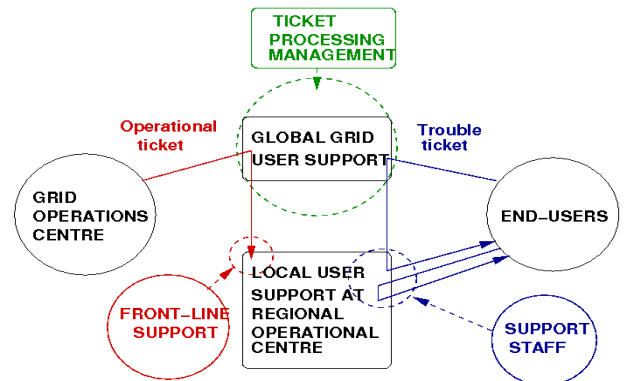 TICKET
PROCESSING
MANAGEMENT
Operational
ticket
GLOBAL GRID
USER SUPPORT
Trouble
ticket
GRID
OPERATIONS
CENTRE
END-USERS
LOCAL USER
SUPPORT AT
REGIONAL
OPERATIONAL
CENTRE
FRONT-LINE
SUPPORT
SUPPORT
STAFF